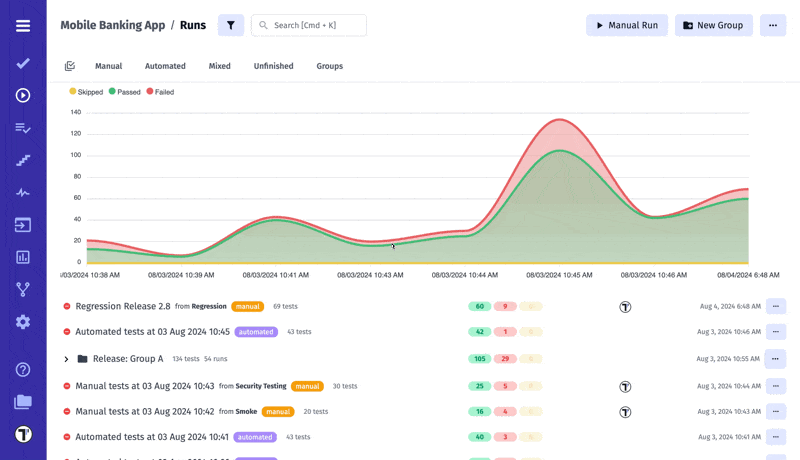 Mobile Banking App / Runs
Search [Cmd + K]
Manual Run
New Group
Manual
Automated
Mixed
Unfinished
Groups
Skipped
Passed
Failed
140
120
100
80
60
40
20
0
/03/2024 10:38 AM
08/03/2024 10:39 AM
08/03/2024 10:41 AM
08/03/2024 10:43 AM
08/03/2024 10:44 AM
08/03/2024 10:45 AM
08/03/2024 10:46 AM
08/04/2024 6:48 AM
Regression Release 2.8 from Regression manual 69 tests 60 9 Aug 4, 2024 6:48 AM
Automated tests at 03 Aug 2024 10:45 automated 43 tests 42 1 Aug 3, 2024 10:46 AM
Release: Group A 134 tests 54 runs 105 29 Aug 3, 2024 10:55 AM
Manual tests at 03 Aug 2024 10:43 from Security Testing manual 30 tests 25 5 Aug 3, 2024 10:44 AM
Manual tests at 03 Aug 2024 10:42 from Smoke manual 20 tests 16 4 Aug 3, 2024 10:43 AM
Automated tests at 03 Aug 2024 10:41 automated 43 tests 40 3 Aug 3, 2024 10:41 AM